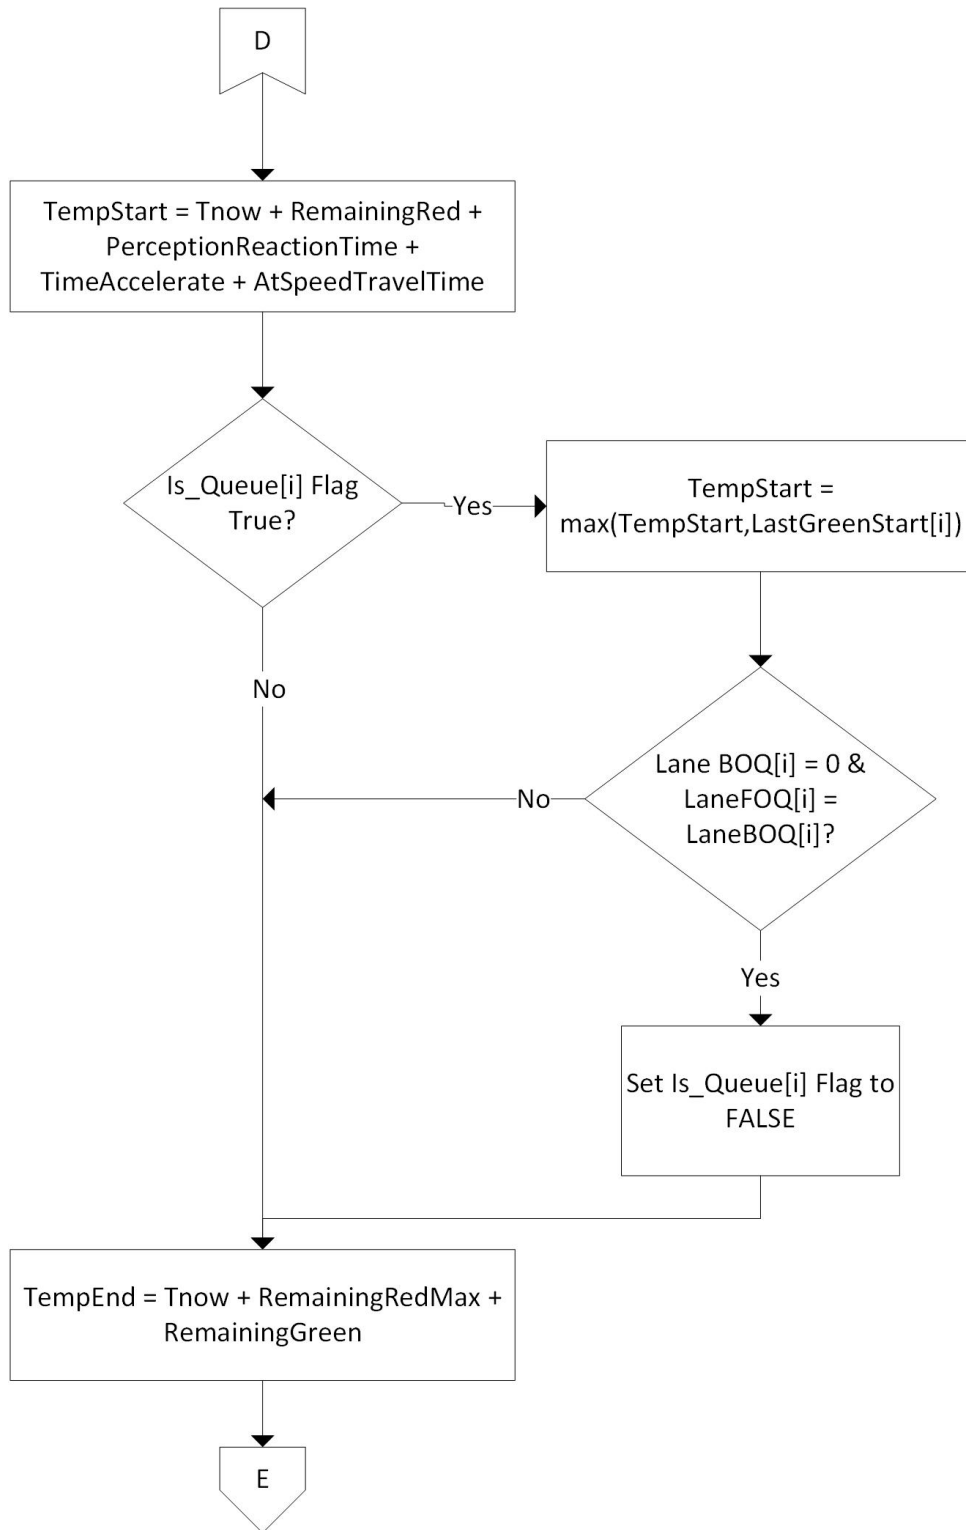 D
TempStart = Tnow + RemainingRed +
PerceptionReactionTime +
TimeAccelerate + AtSpeedTravelTime
Is_Queue[i] Flag
True?
Yes
TempStart =
max(TempStart,LastGreenStart[i])
No
Lane BOQ[i] = 0 &
LaneFOQ[i] =
LaneBOQ[i]?
No
Yes
Set Is_Queue[i] Flag to
FALSE
TempEnd = Tnow + RemainingRedMax +
RemainingGreen
E